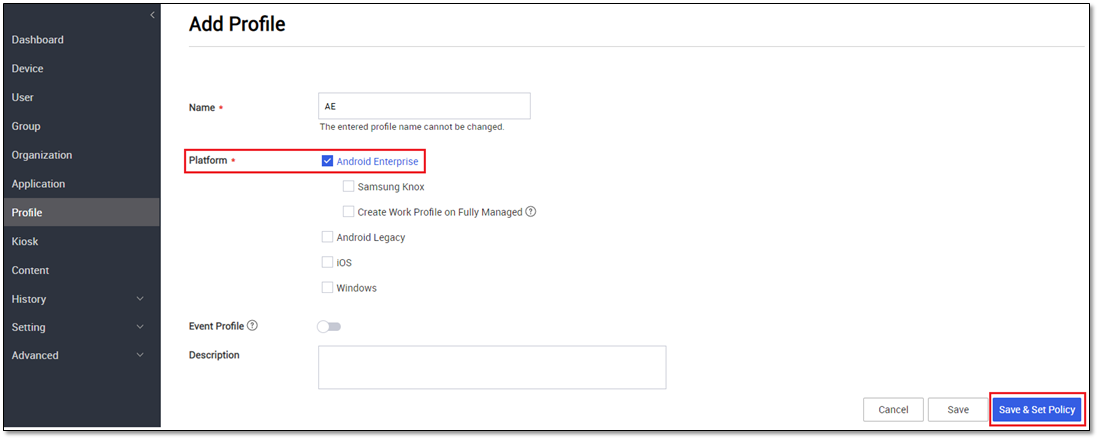 Dashboard
Device
User
Group
Organization
Application
Profile
Kiosk
Content
History
Setting
Advanced
Add Profile
Name *
AE
The entered profile name cannot be changed.
Platform *
Android Enterprise
Samsung Knox
Create Work Profile on Fully Managed ?
Android Legacy
iOS
Windows
Event Profile ?
Description
Cancel
Save
Save & Set Policy